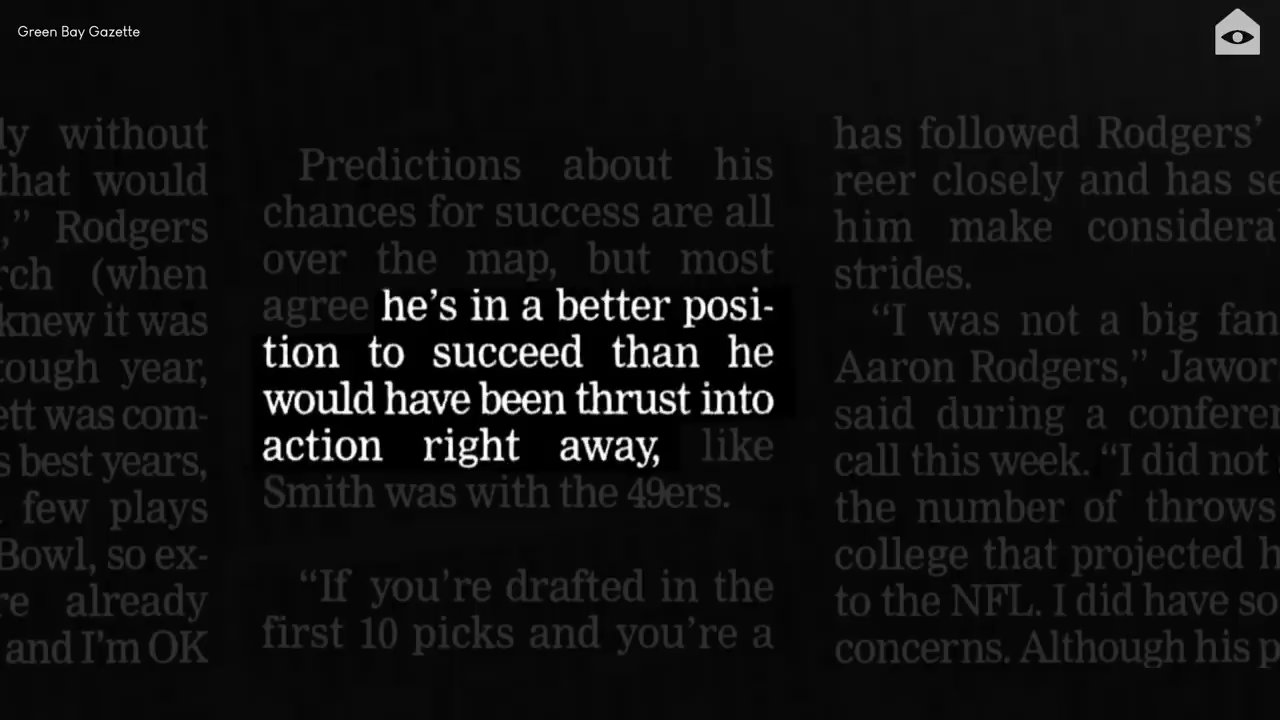 Green Bay Gazette
ly without
that would
,” Rodgers
rch (when
knew it was
tough year,
ett was com-
s best years,
few plays
Bowl, so ex-
re already
and I'm OK
Predictions about his
chances for success are all
over the map, but most
agree he’s in a better posi-
tion to succeed than he
would have been thrust into
action right away, like
Smith was with the 49ers.
“If you’re drafted in the
first 10 picks and you’re a
has followed Rodgers’
reer closely and has se
him make considera
strides.
“I was not a big fan
Aaron Rodgers,” Jawor
said during a conferen
call this week. “I did not
the number of throws
college that projected h
to the NFL. I did have so
concerns. Although his p